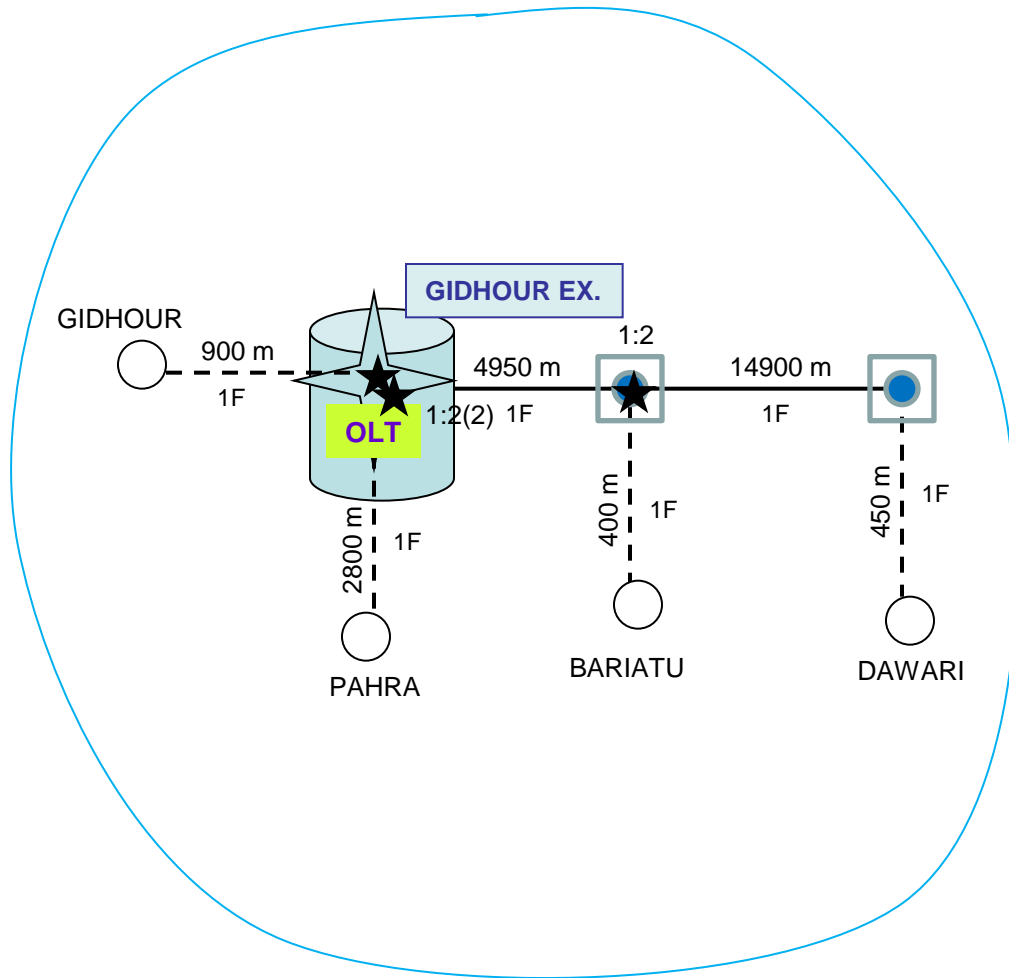 GIDHOUR EX.
GIDHOUR
1:2
900 m
4950 m
14900 m
1F
1:2(2)
1F
1F
OLT
2800 m
1F
400 m
1F
450 m
1F
PAHRA
BARIATU
DAWARI